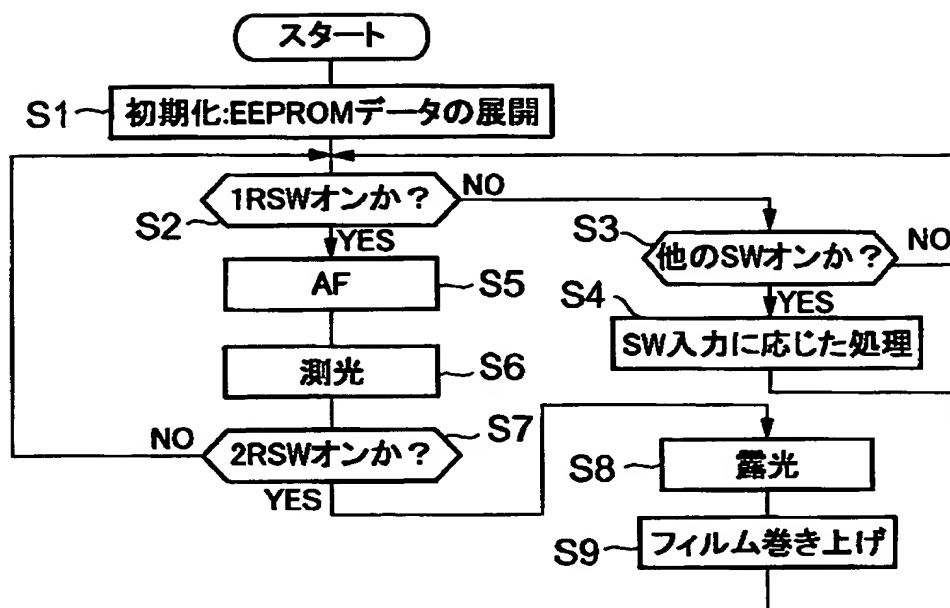 スタート
S1
初期化:EEPROMデータの展開
1RSWオンか?
NO
S2
YES
S3
他のSWオンか?
NO
AF
S5
S4
YES
SW入力に応じた処理
測光
S6
NO
2RSWオンか?
S7
YES
S8
露光
S9
フィルム巻き上げ